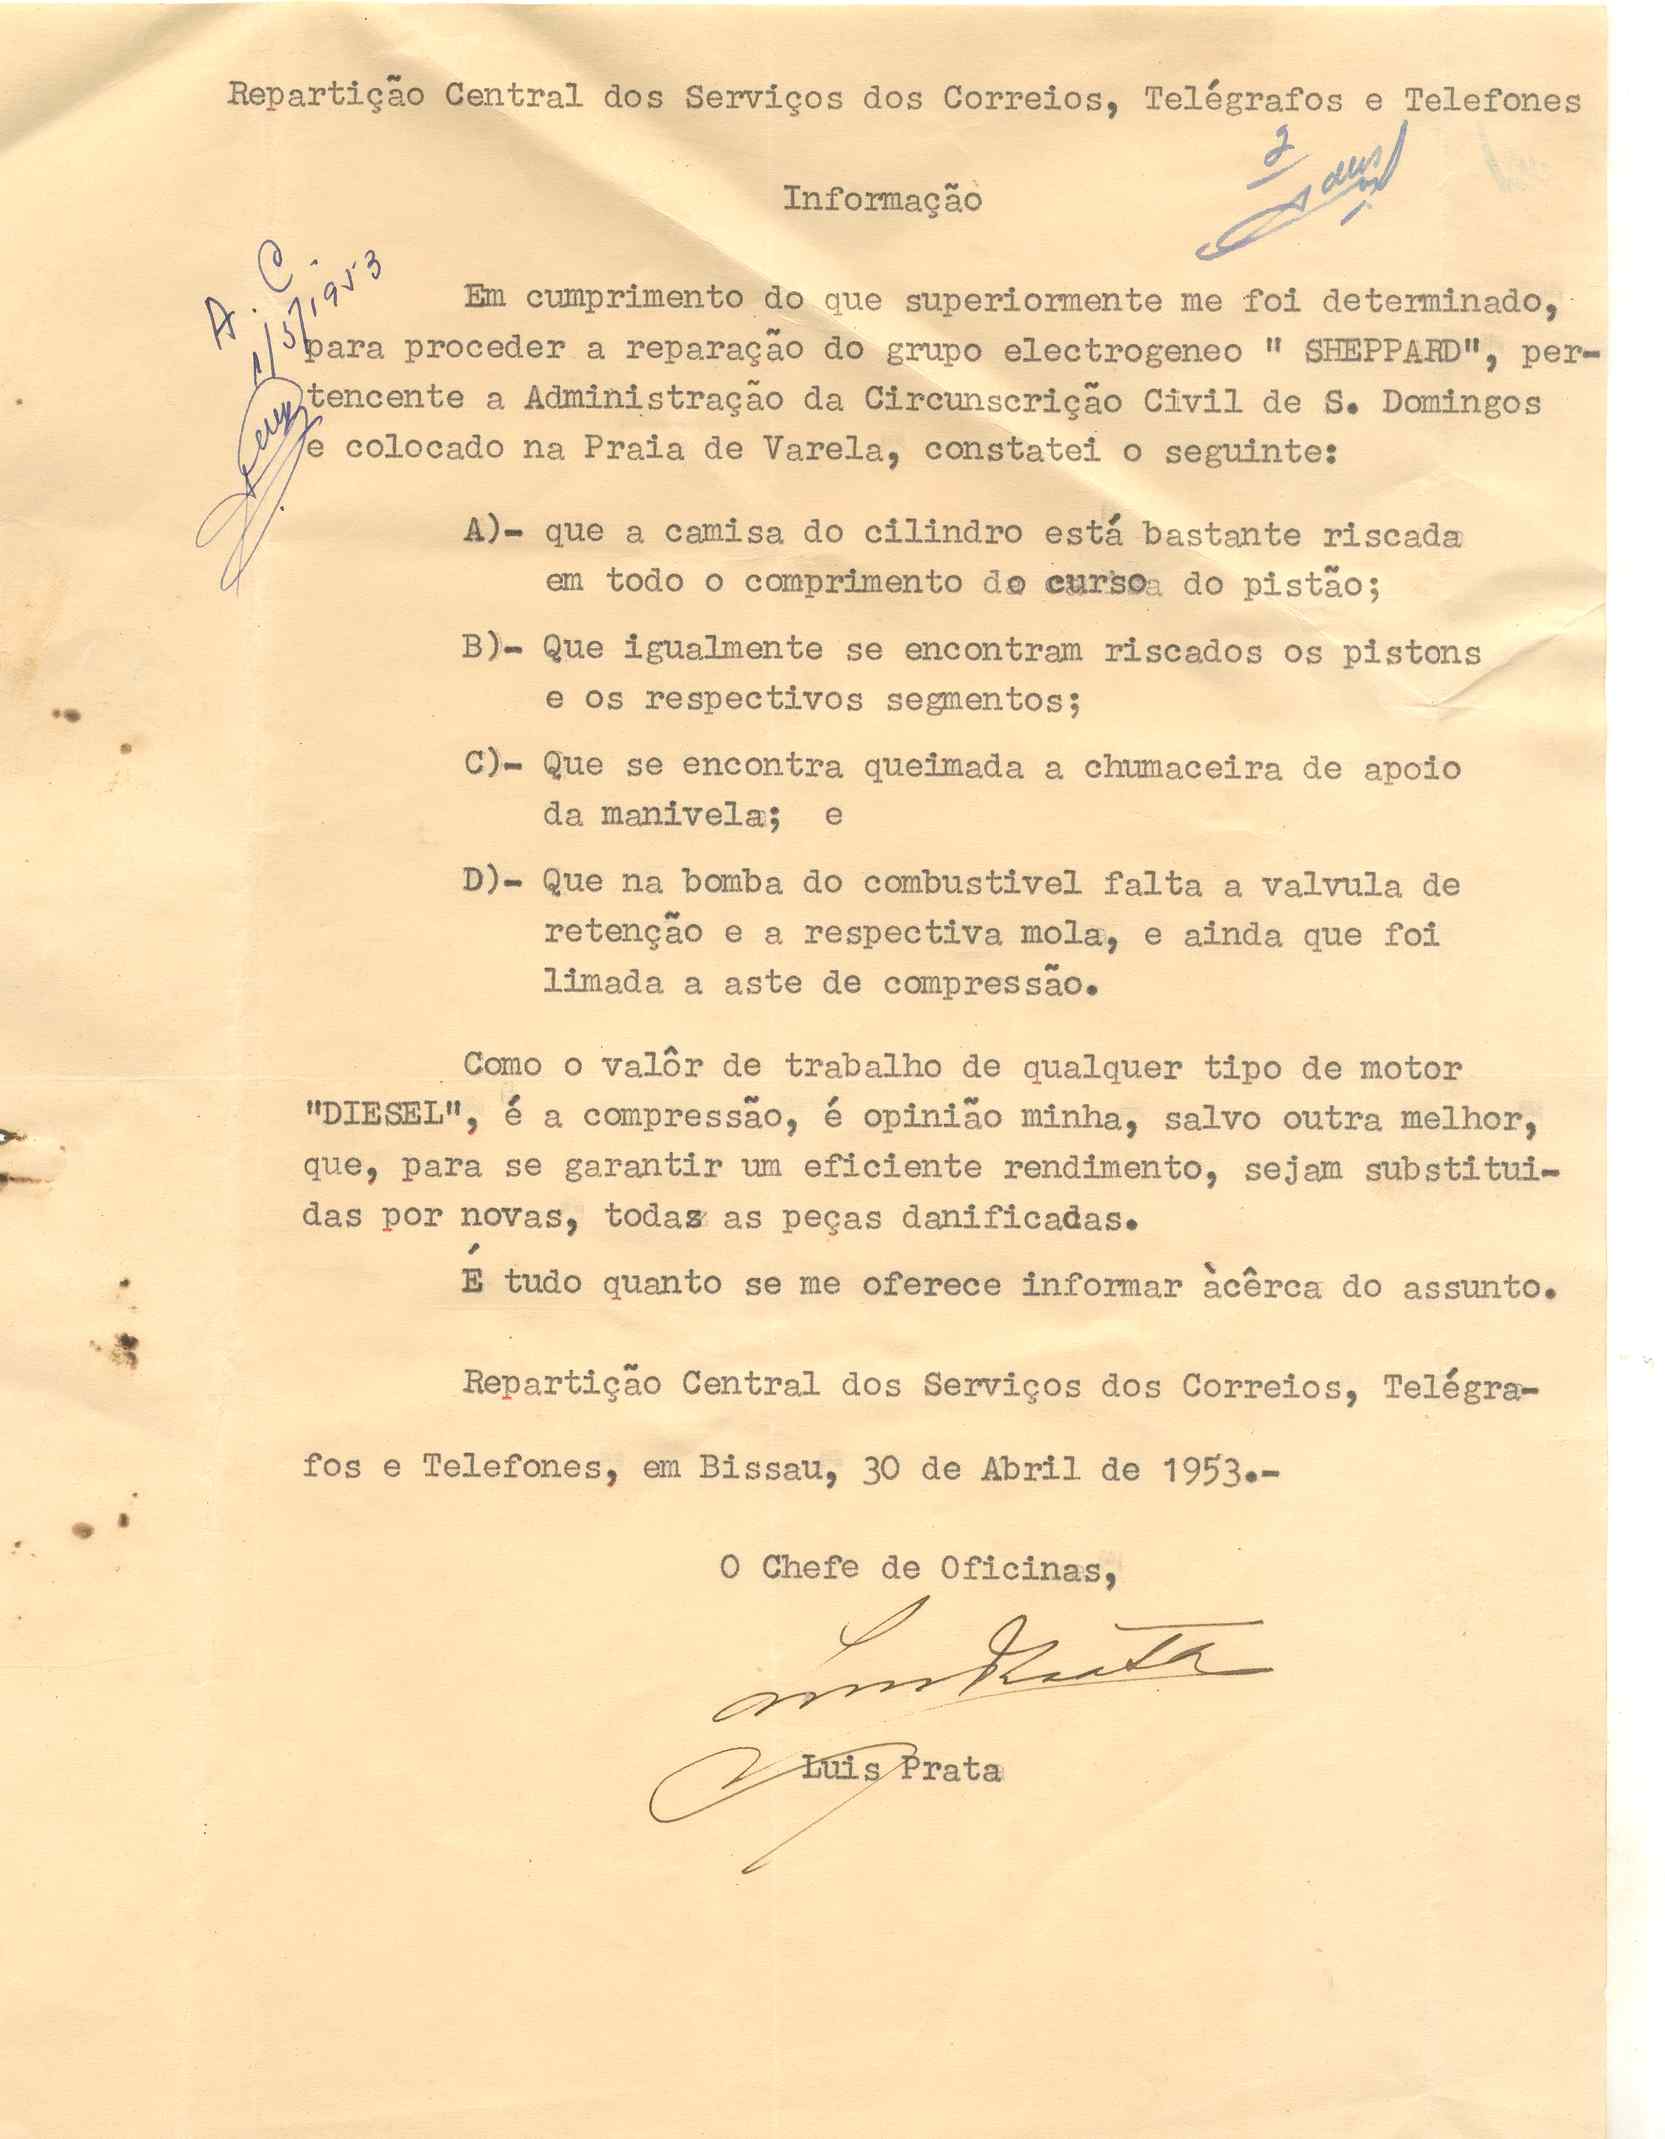 Repartição Central dos Serviços dos Correios, Telégrafos e Telefones
2
Informação
A. C.
1/5/1953
Em cumprimento do que superiormente me foi determinado,
para proceder a reparação do grupo electrogeneo " SHEPPARD", per-
tencente a Administração da Circunscrição Civil de S. Domingos
e colocado na Praia de Varela, constatei o seguinte:
A)- que a camisa do cilindro está bastante riscada
em todo o comprimento do curso do pistão;
B)- Que igualmente se encontram riscados os pistons
e os respectivos segmentos;
C)- Que se encontra queimada a chumaceira de apoio
da manivela; e
D)- Que na bomba do combustivel falta a valvula de
retenção e a respectiva mola, e ainda que foi
limada a aste de compressão.
Como o valôr de trabalho de qualquer tipo de motor
"DIESEL", é a compressão, é opinião minha, salvo outra melhor,
que, para se garantir um eficiente rendimento, sejam substitui-
das por novas, todas as peças danificadas.
É tudo quanto se me oferece informar àcêrca do assunto.
Repartição Central dos Serviços dos Correios, Telégra-
fos e Telefones, em Bissau, 30 de Abril de 1953.-
O Chefe de Oficinas,
Luis Prata
Luis Prata